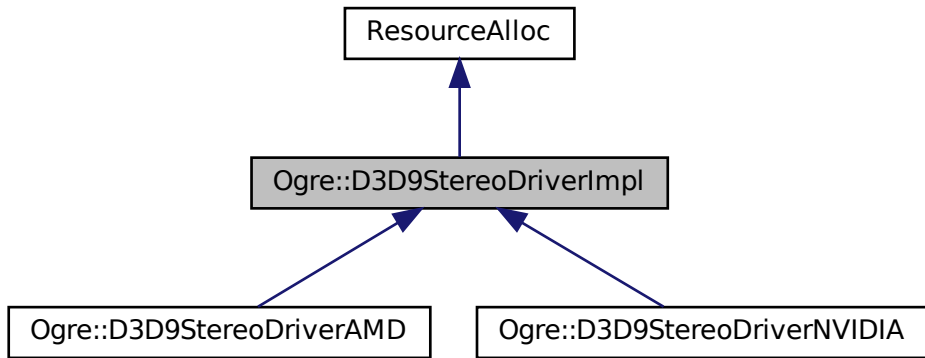 ResourceAlloc
Ogre::D3D9StereoDriverImpl
Ogre::D3D9StereoDriverAMD
Ogre::D3D9StereoDriverNVIDIA